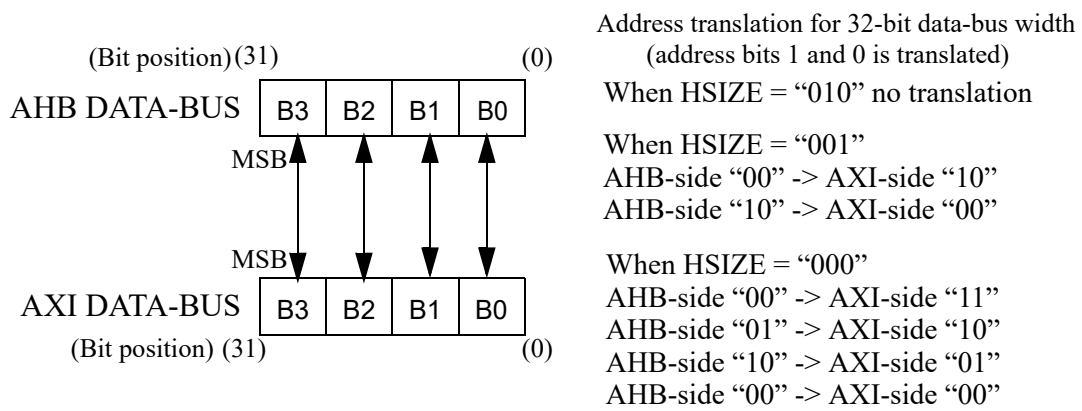 (Bit position) (31) (0)
AHB DATA-BUS B3 B2 B1 B0
MSB
MSB
AXI DATA-BUS B3 B2 B1 B0
(Bit position) (31) (0)
Address translation for 32-bit data-bus width
(address bits 1 and 0 is translated)
When HSIZE = “010” no translation
When HSIZE = “001”
AHB-side “00” -> AXI-side “10”
AHB-side “10” -> AXI-side “00”
When HSIZE = “000”
AHB-side “00” -> AXI-side “11”
AHB-side “01” -> AXI-side “10”
AHB-side “10” -> AXI-side “01”
AHB-side “00” -> AXI-side “00”